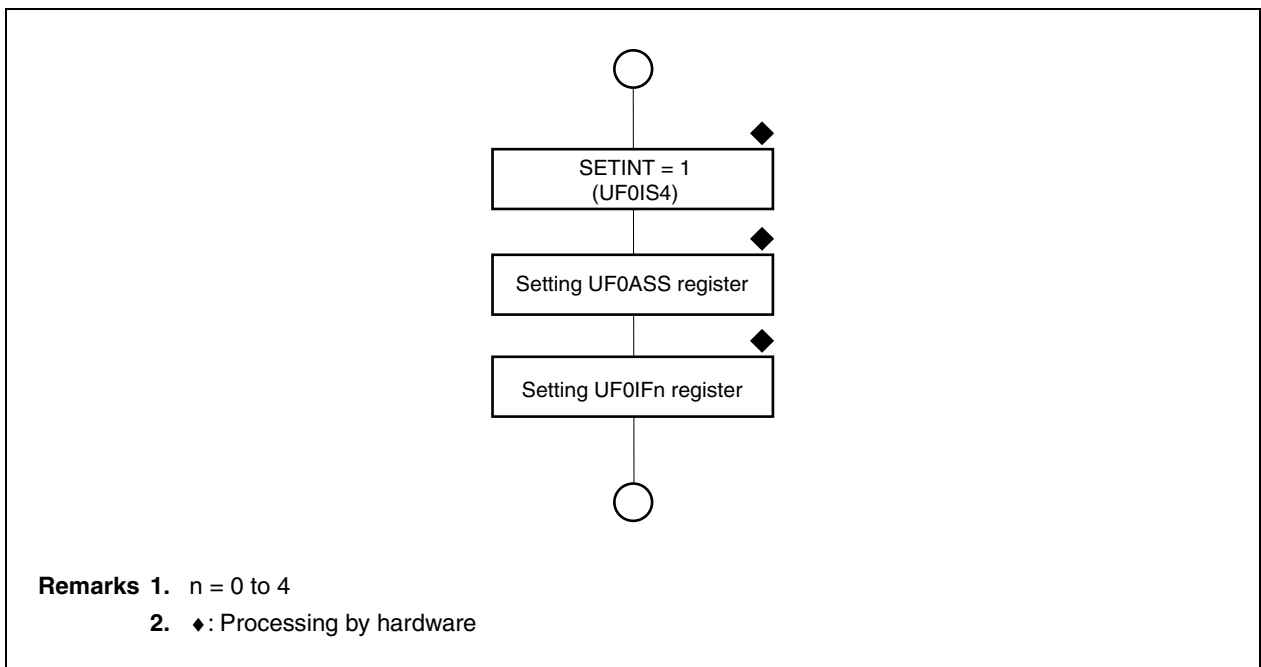 SETINT = 1
(UF0IS4)
Setting UF0ASS register
Setting UF0IFn register
Remarks 1. n = 0 to 4
2. ♦: Processing by hardware